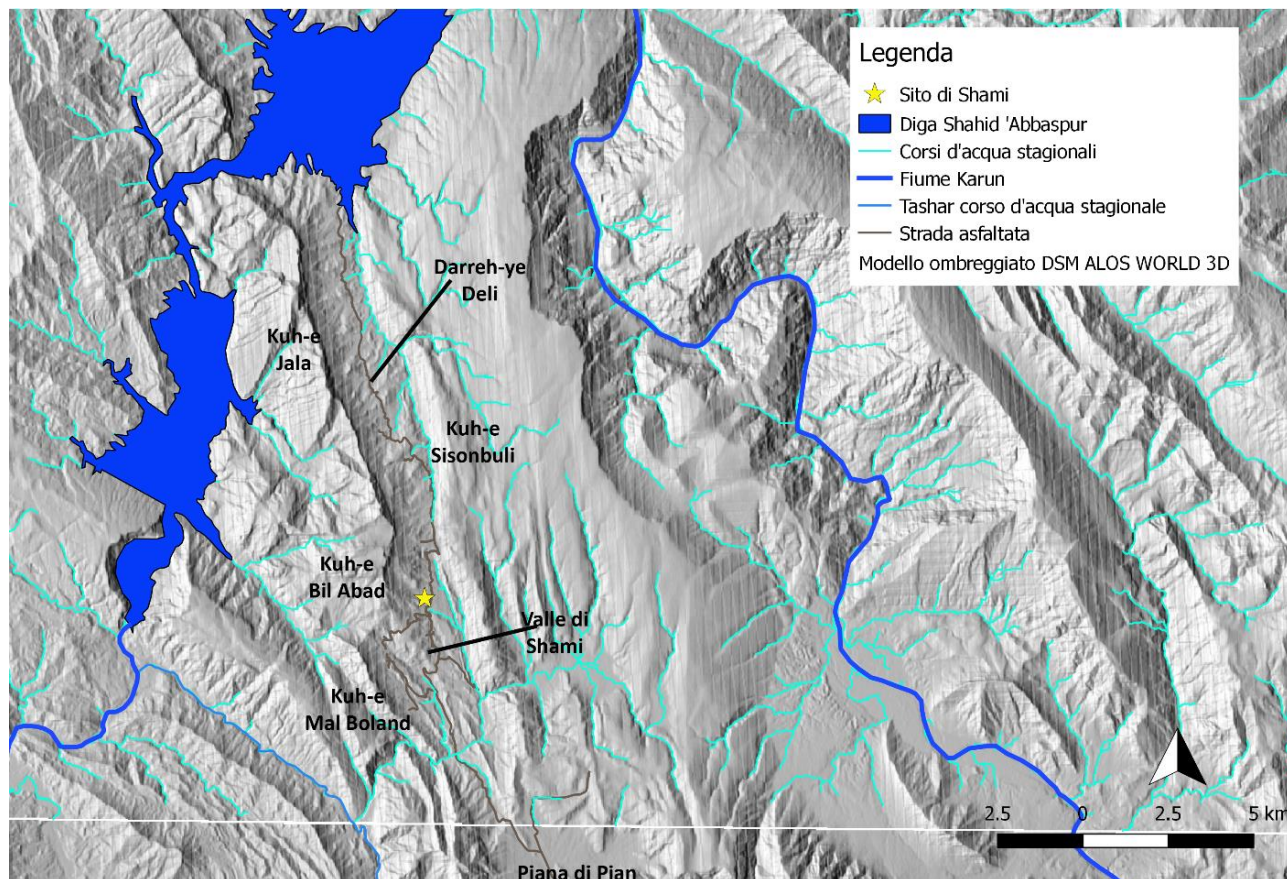 Legenda
Sito di Shami
Diga Shahid 'Abbaspur
Corsi d'acqua stagionali
Fiume Karun
Tashar corso d'acqua stagionale
Strada asfaltata
Modello ombreggiato DSM ALOS WORLD 3D
Darreh-ye
Deli
Kuh-e
Jala
Kuh-e
Sisonbuli
Kuh-e
Bil Abad
Valle di
Shami
Kuh-e
Mal Boland
Piana di Pian
2.5 0 2.5 5 km